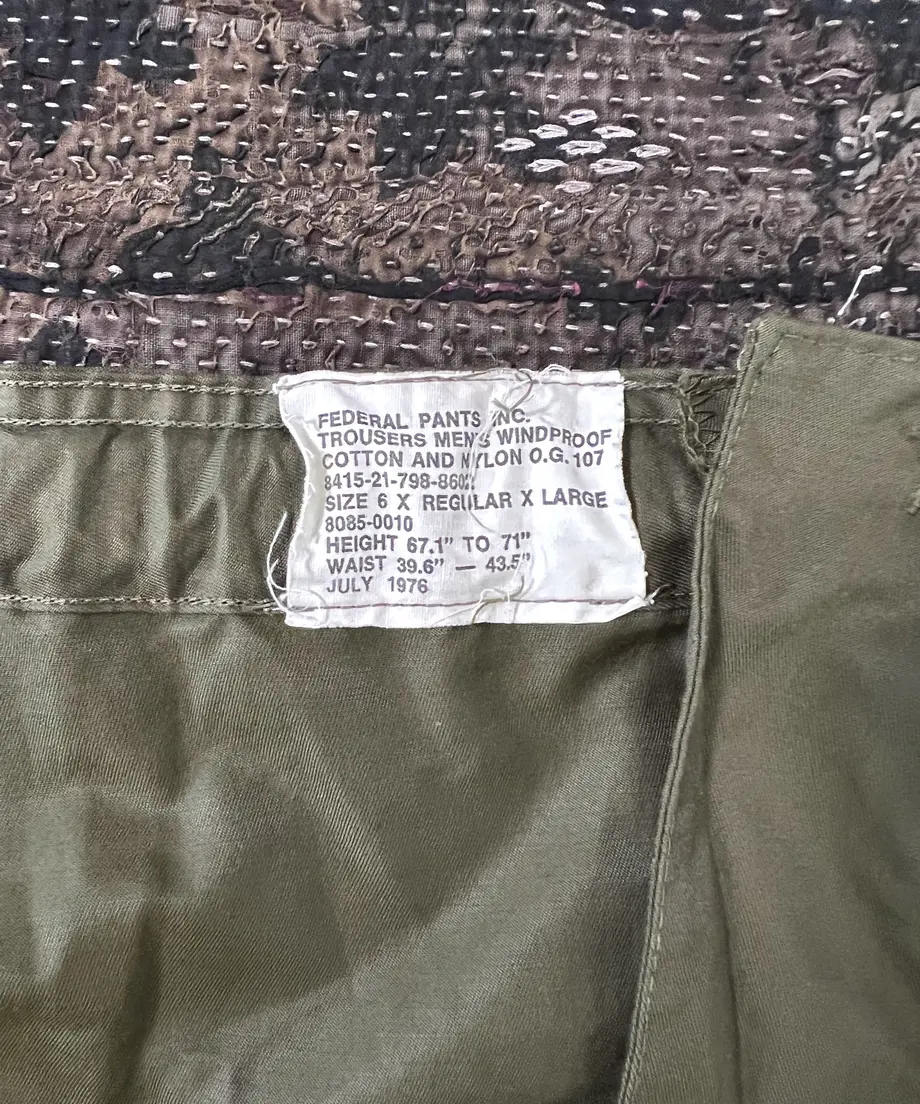 FEDERAL PANTS INC.
TROUSERS MEN'S WINDPROOF
COTTON AND NYLON O.G. 107
SIZE 6 X REGULAR X LARGE
8085-0010
HEIGHT 67.1" TO 71"
WAIST 39.6" — 43.5"
JULY 1976